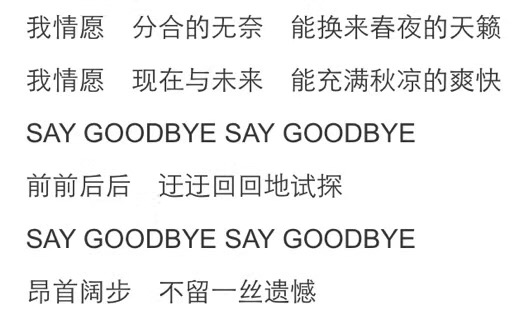 我情愿　分合的无奈　能换来春夜的天籁
我情愿　现在与未来　能充满秋凉的爽快
SAY GOODBYE SAY GOODBYE
前前后后　迂迂回回地试探
SAY GOODBYE SAY GOODBYE
昂首阔步　不留一丝遗憾